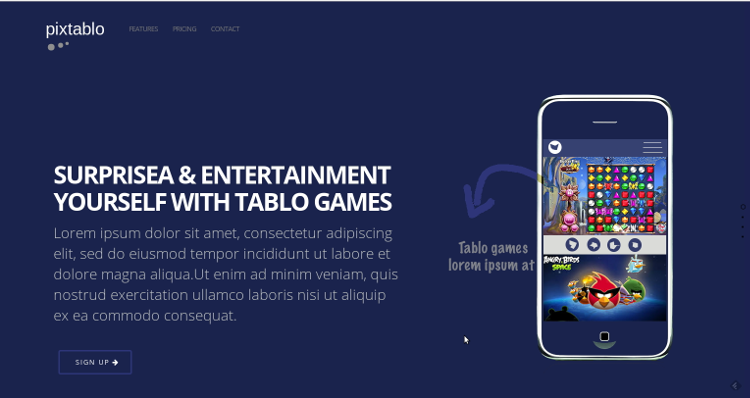 pixtablo
FEATURES PRICING CONTACT
SURPRISEA & ENTERTAINMENT
YOURSELF WITH TABLO GAMES
Lorem ipsum dolor sit amet, consectetur adipiscing
elit, sed do eiusmod tempor incididunt ut labore et
dolore magna aliqua.Ut enim ad minim veniam, quis
nostrud exercitation ullamco laboris nisi ut aliquip
ex ea commodo consequat.
SIGN UP
Tablo games
lorem ipsum at
ANGRY BIRDS
SPACE